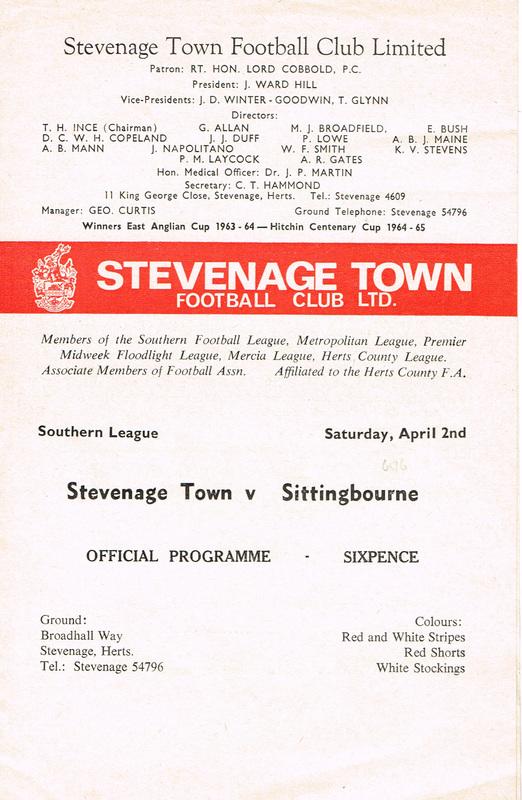 Stevenage Town Football Club Limited
Patron: RT. HON. LORD COBBOLD, P.C.
President: J. WARD HILL
Vice-Presidents: J. D. WINTER-GOODWIN, T. GLYNN
Directors:
T. H. INCE (Chairman) G. ALLAN M. J. BROADFIELD, E. BUSH
D. C. W. H. COPELAND J. J. DUFF P. LOWE A. B. J. MAINE
A. B. MANN J. NAPOLITANO W. F. SMITH K. V. STEVENS
P. M. LAYCOCK A. R. GATES
Hon. Medical Officer: Dr. J. P. MARTIN
Secretary: C. T. HAMMOND
11 King George Close, Stevenage, Herts. Tel.: Stevenage 4609
Manager: GEO. CURTIS Ground Telephone: Stevenage 54796
Winners East Anglian Cup 1963-64—Hitchin Centenary Cup 1964-65
STEVENAGE TOWN
FOOTBALL CLUB LTD.
Members of the Southern Football League, Metropolitan League, Premier
Midweek Floodlight League, Mercia League, Herts County League.
Associate Members of Football Assn. Affiliated to the Herts County F.A.
Southern League Saturday, April 2nd
Stevenage Town v Sittingbourne
OFFICIAL PROGRAMME - SIXPENCE
Ground:
Broadhall Way
Stevenage, Herts.
Tel.: Stevenage 54796
Colours:
Red and White Stripes
Red Shorts
White Stockings